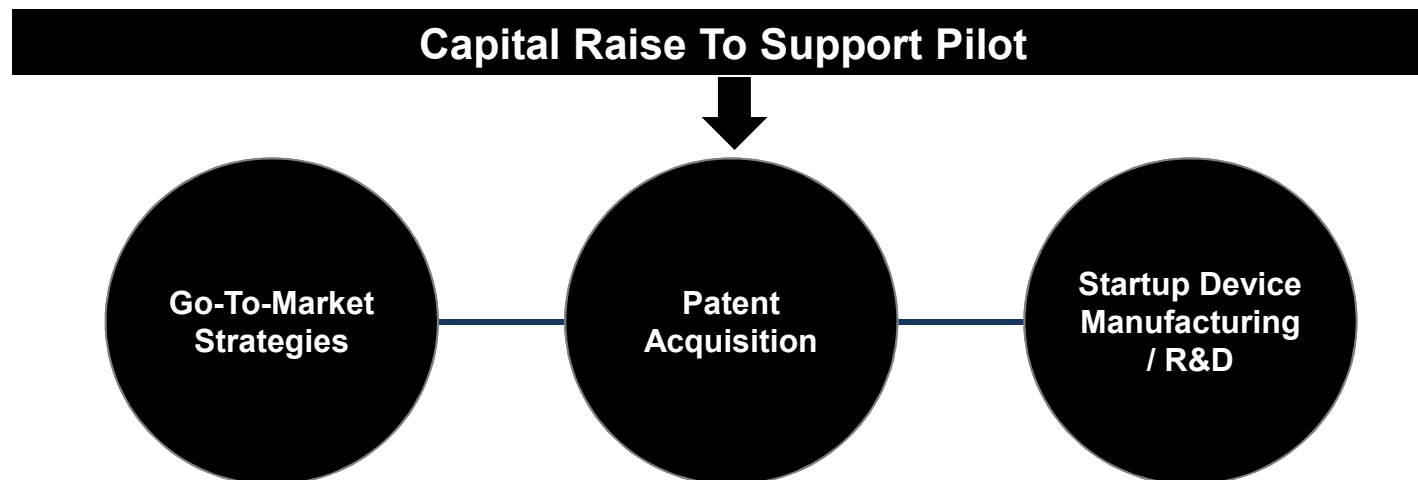 Capital Raise To Support Pilot
Go-To-Market
Strategies
Patent
Acquisition
Startup Device
Manufacturing
/ R&D